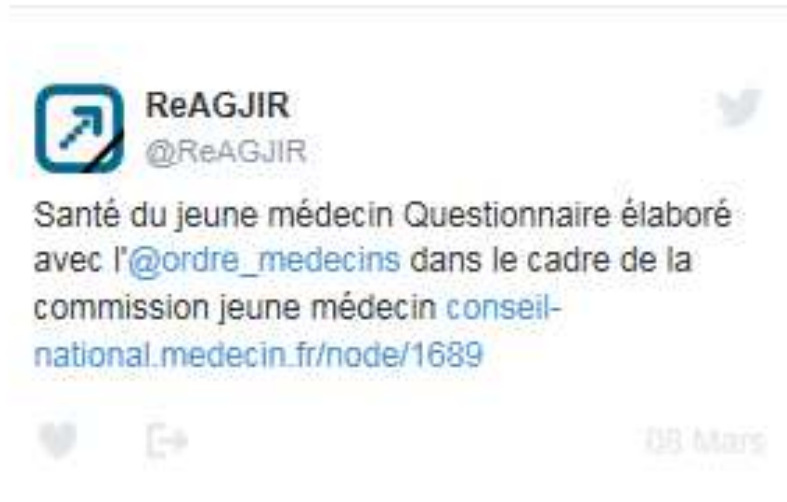 ReAGJIR
@ReAGJIR
Santé du jeune médecin Questionnaire élaboré
avec l'@ordre_medecins dans le cadre de la
commission jeune médecin conseil-
national.medecin.fr/node/1689
08 Mars